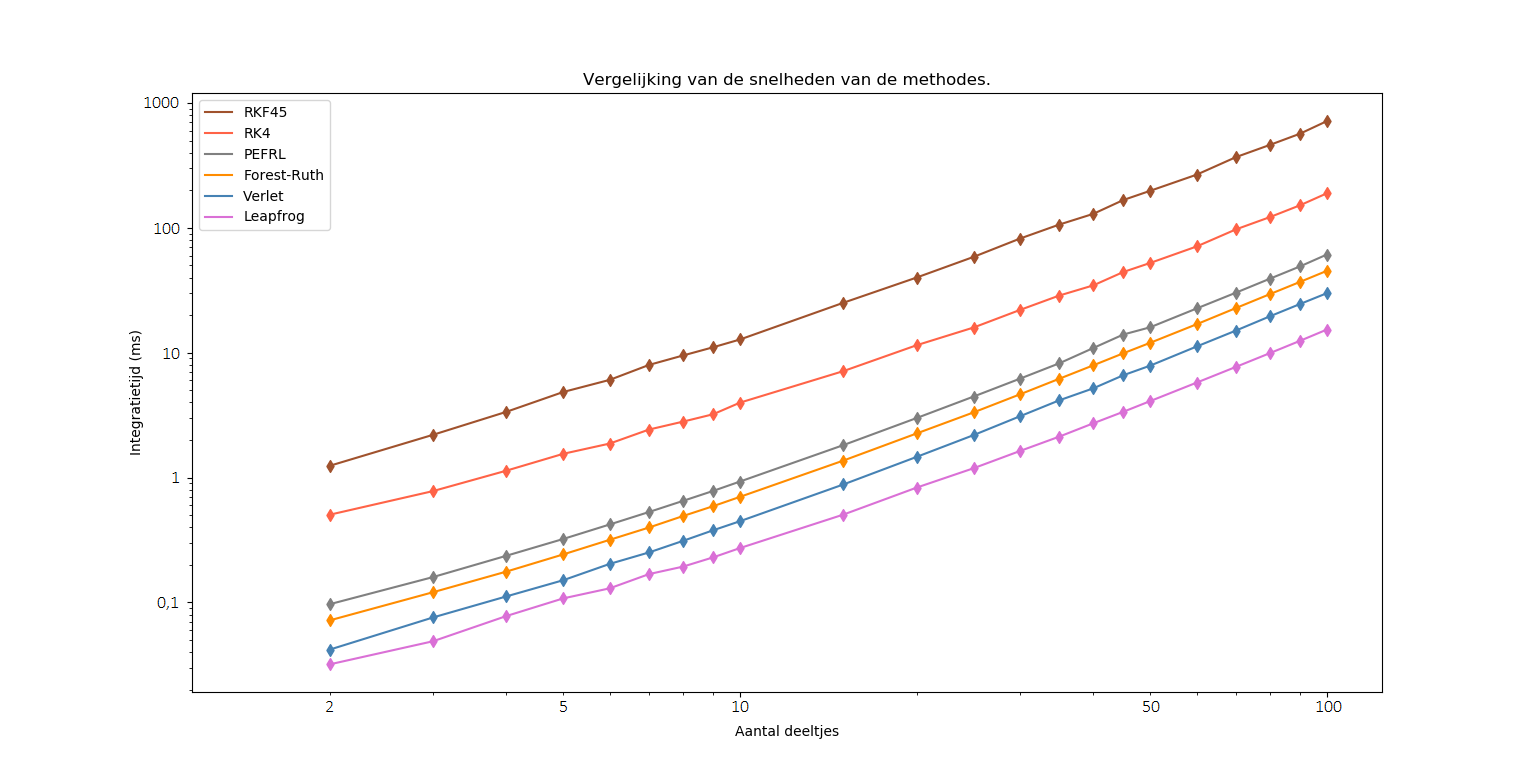 Vergelijking van de snelheden van de methodes.
1000
100
10
1
0,1
Integratietijd (ms)
RKF45
RK4
PEFRL
Forest-Ruth
Verlet
Leapfrog
2 5 10 50 100
Aantal deeltjes